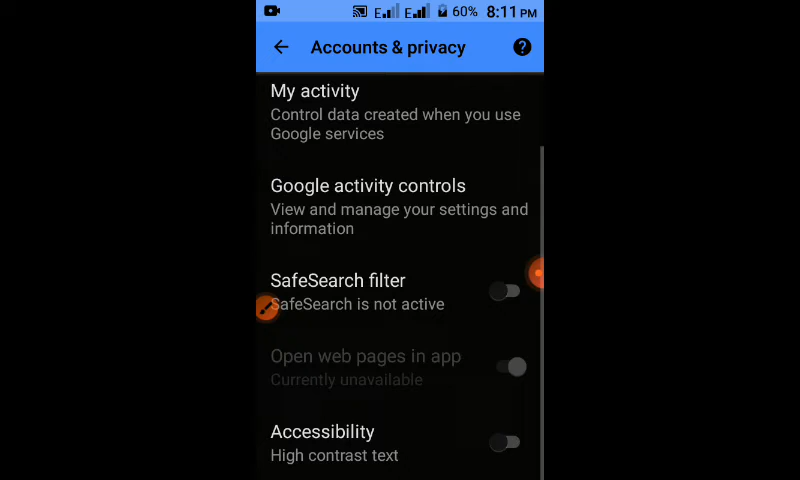 E E 60% 8:11 PM
Accounts & privacy
My activity
Control data created when you use
Google services
Google activity controls
View and manage your settings and
information
SafeSearch filter
SafeSearch is not active
Open web pages in app
Currently unavailable
Accessibility
High contrast text